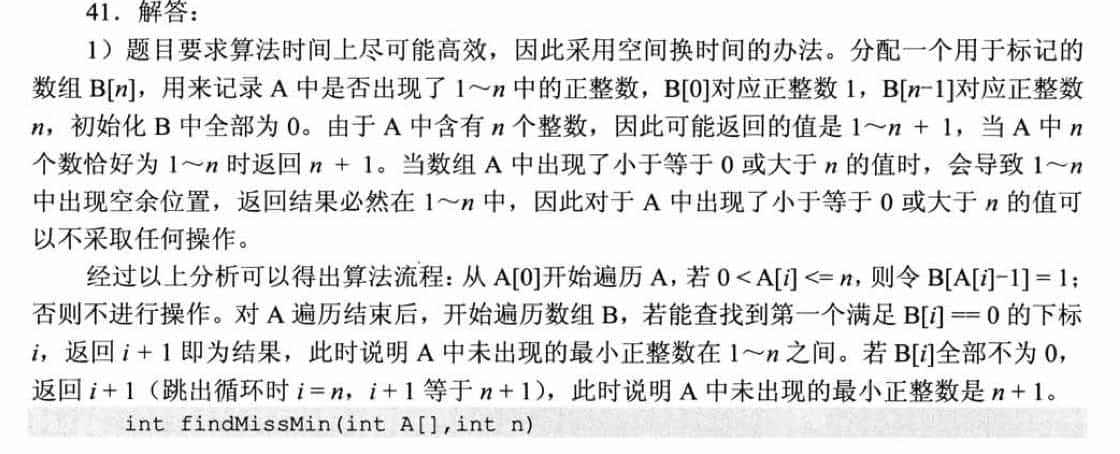 41．解答：
1）题目要求算法时间上尽可能高效，因此采用空间换时间的办法。分配一个用于标记的
数组 B[n]，用来记录 A 中是否出现了 1～n 中的正整数，B[0]对应正整数 1，B[n-1]对应正整数
n，初始化 B 中全部为 0。由于 A 中含有 n 个整数，因此可能返回的值是 1～n + 1，当 A 中 n
个数恰好为 1～n 时返回 n + 1。当数组 A 中出现了小于等于 0 或大于 n 的值时，会导致 1～n
中出现空余位置，返回结果必然在 1～n 中，因此对于 A 中出现了小于等于 0 或大于 n 的值可
以不采取任何操作。
经过以上分析可以得出算法流程：从 A[0]开始遍历 A，若 0 < A[i] <= n，则令 B[A[i]-1] = 1；
否则不进行操作。对 A 遍历结束后，开始遍历数组 B，若能查找到第一个满足 B[i] == 0 的下标
i，返回 i + 1 即为结果，此时说明 A 中未出现的最小正整数在 1～n 之间。若 B[i]全部不为 0，
返回 i + 1（跳出循环时 i = n，i + 1 等于 n + 1），此时说明 A 中未出现的最小正整数是 n + 1。
int findMissMin(int A[],int n)